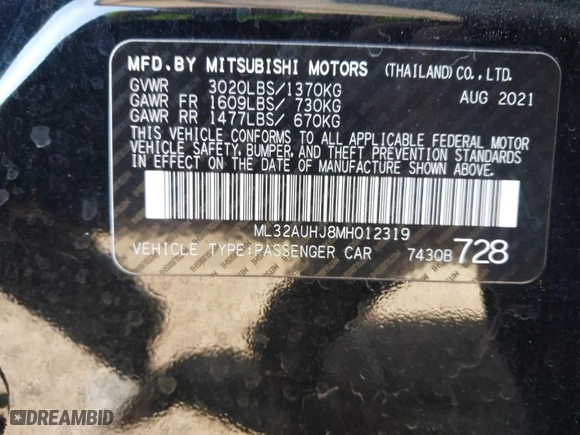 MFD. BY MITSUBISHI MOTORS (THAILAND) CO., LTD.
GVWR 3020LBS/1370KG AUG 2021
GAWR FR 1609LBS/ 730KG
GAWR RR 1477LBS/ 670KG
THIS VEHICLE CONFORMS TO ALL APPLICABLE FEDERAL MOTOR
VEHICLE SAFETY, BUMPER, AND THEFT PREVENTION STANDARDS
IN EFFECT ON THE DATE OF MANUFACTURE SHOWN ABOVE.
ML32AUHJ8MH012319
VEHICLE TYPE:PASSENGER CAR 7430B 728
DREAMBID